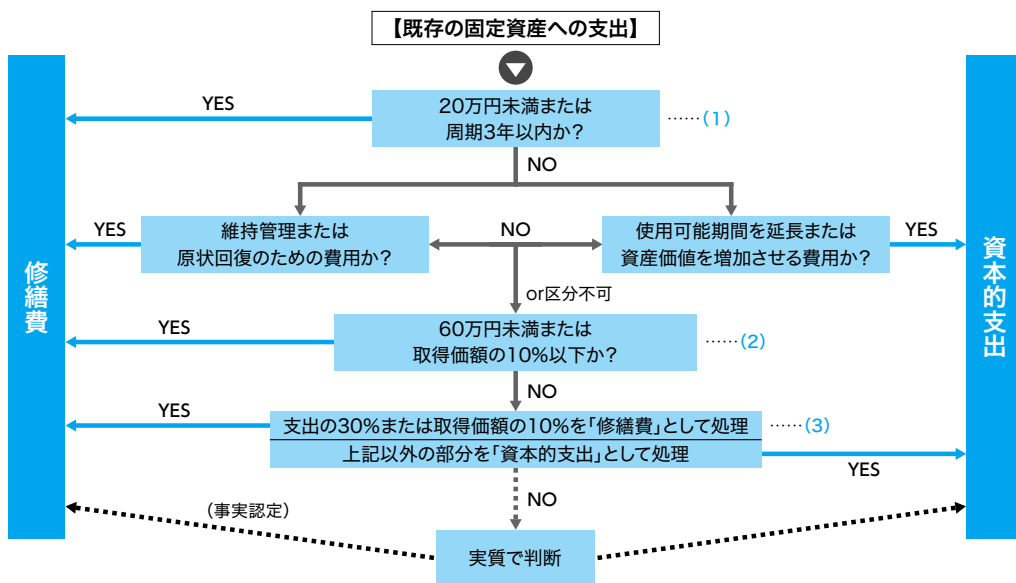 【既存の固定資産への支出】
YES
20万円未満または
周期3年以内か？
……(1)
NO
YES
維持管理または
原状回復のための費用か？
NO
使用可能期間を延長または
資産価値を増加させる費用か？
YES
修繕費
資本的支出
or区分不可
YES
60万円未満または
取得価額の10%以下か？
……(2)
NO
YES
支出の30%または取得価額の10%を「修繕費」として処理
……(3)
上記以外の部分を「資本的支出」として処理
YES
NO
（事実認定）
実質で判断